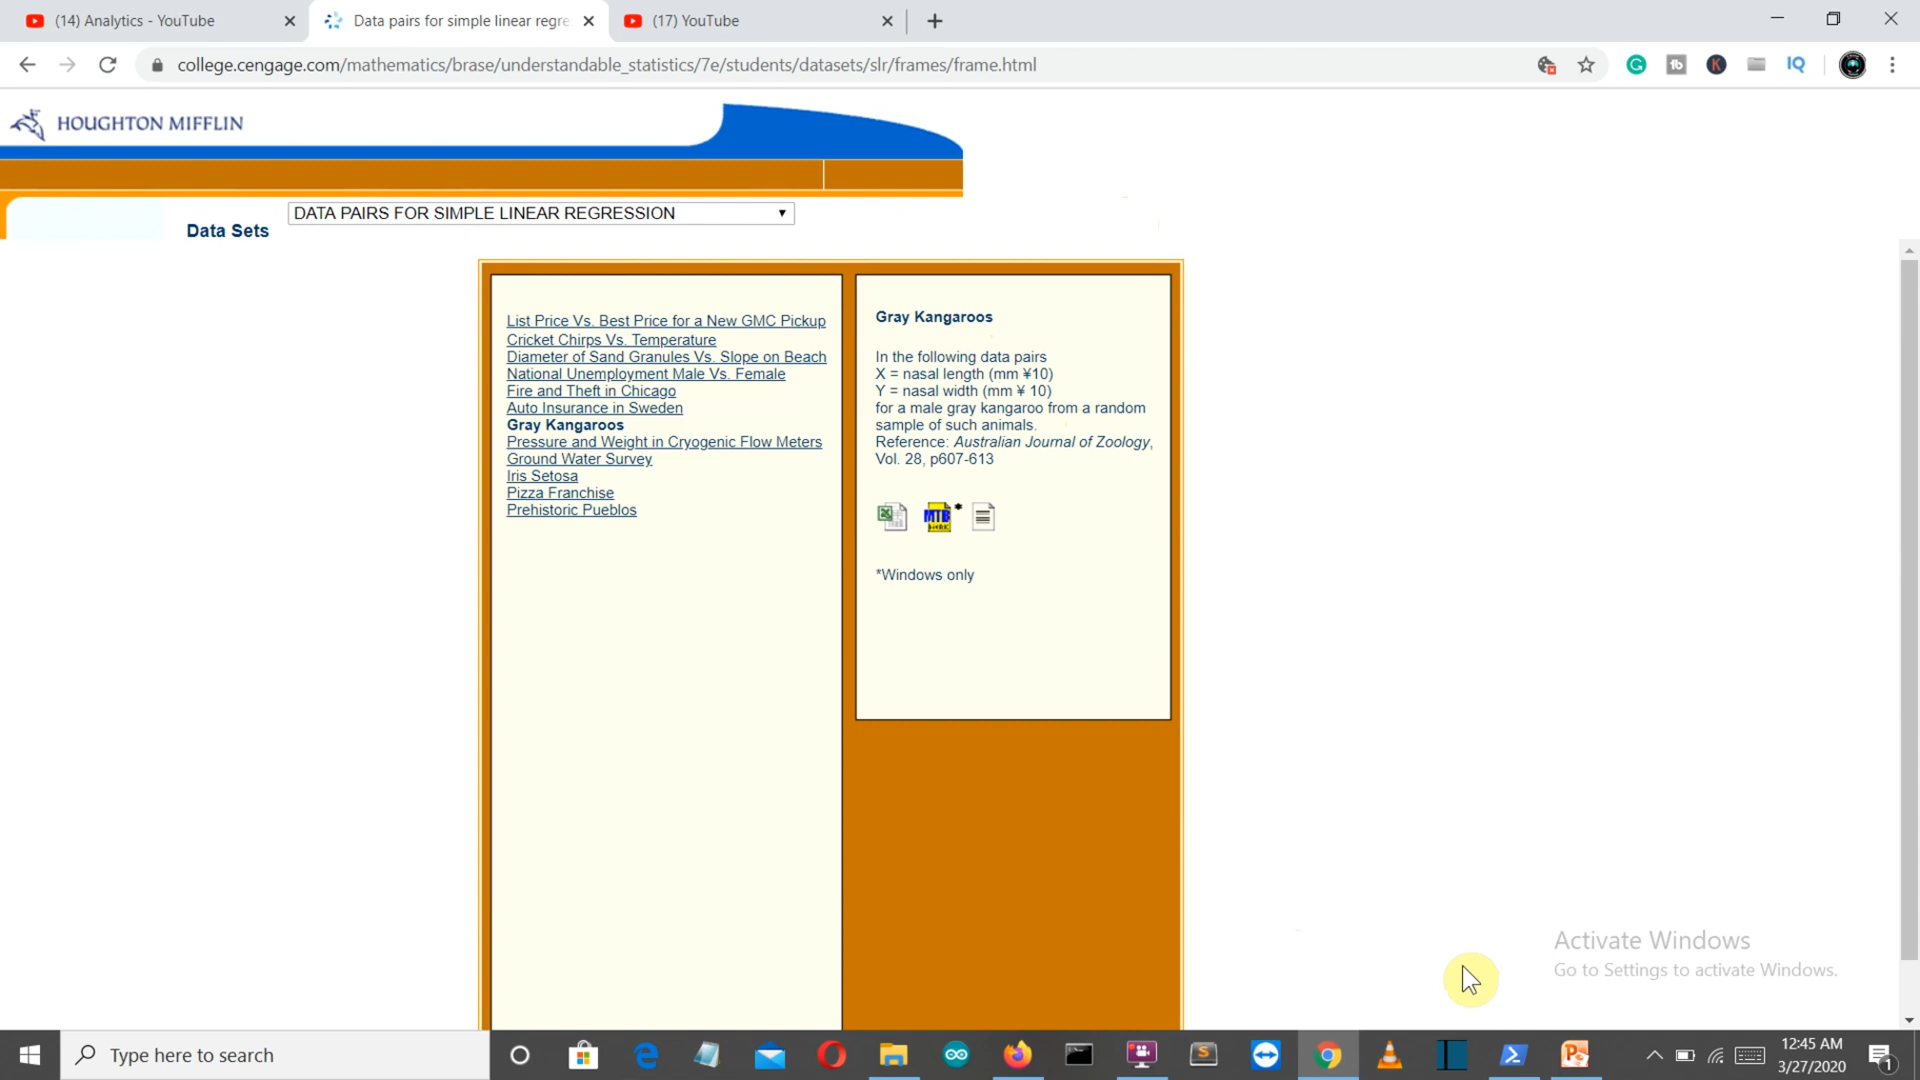 (14) Analytics - YouTube
Data pairs for simple linear regre
(17) YouTube
college.cengage.com/mathematics/brase/understandable_statistics/7e/students/datasets/slr/frames/frame.html
HOUGHTON MIFFLIN
DATA PAIRS FOR SIMPLE LINEAR REGRESSION
Data Sets
List Price Vs. Best Price for a New GMC Pickup
Cricket Chirps Vs. Temperature
Diameter of Sand Granules Vs. Slope on Beach
National Unemployment Male Vs. Female
Fire and Theft in Chicago
Auto Insurance in Sweden
Gray Kangaroos
Pressure and Weight in Cryogenic Flow Meters
Ground Water Survey
Iris Setosa
Pizza Franchise
Prehistoric Pueblos
Gray Kangaroos
In the following data pairs
X = nasal length (mm ¥10)
Y = nasal width (mm ¥ 10)
for a male gray kangaroo from a random
sample of such animals.
Reference: Australian Journal of Zoology,
Vol. 28, p607-613
MTB *
*Windows only
Activate Windows
Go to Settings to activate Windows.
Type here to search
12:45 AM
3/27/2020
1